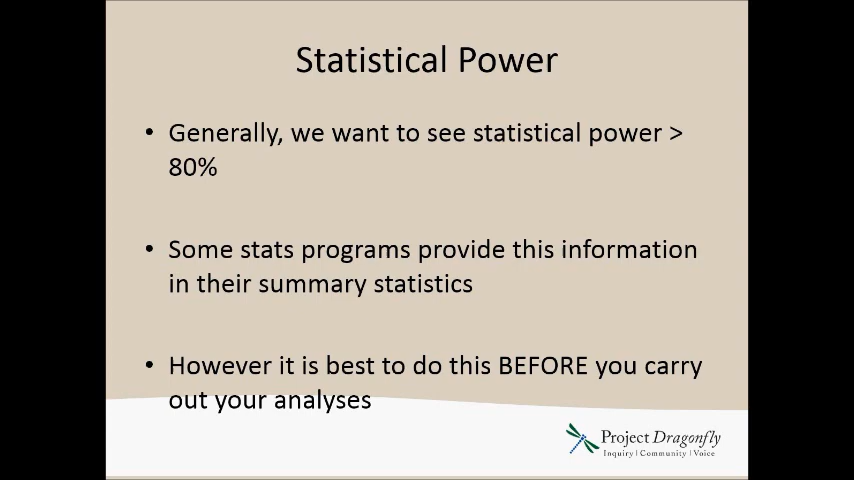 Statistical Power
• Generally, we want to see statistical power >
80%
• Some stats programs provide this information
in their summary statistics
• However it is best to do this BEFORE you carry
out your analyses
Project Dragonfly
Inquiry | Community | Voice